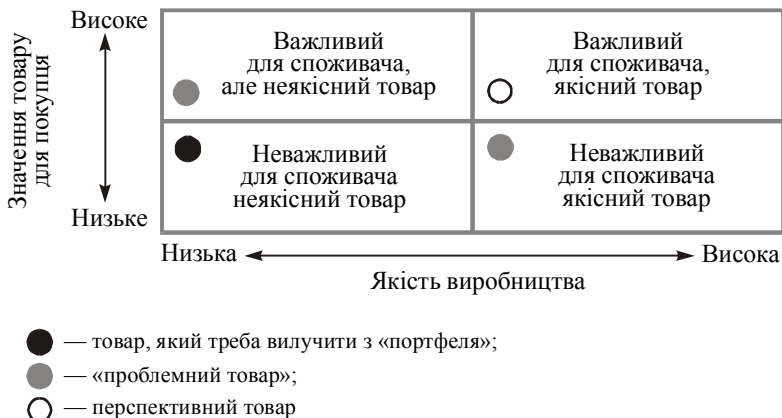 Високе
Значення товару
для покупця
Низьке
Важливий
для споживача,
але неякісний товар
Важливий
для споживача,
якісний товар
Неважливий
для споживача
неякісний товар
Неважливий
для споживача
якісний товар
Низька
Висока
Якість виробництва
— товар, який треба вилучити з «портфеля»;
— «проблемний товар»;
— перспективний товар